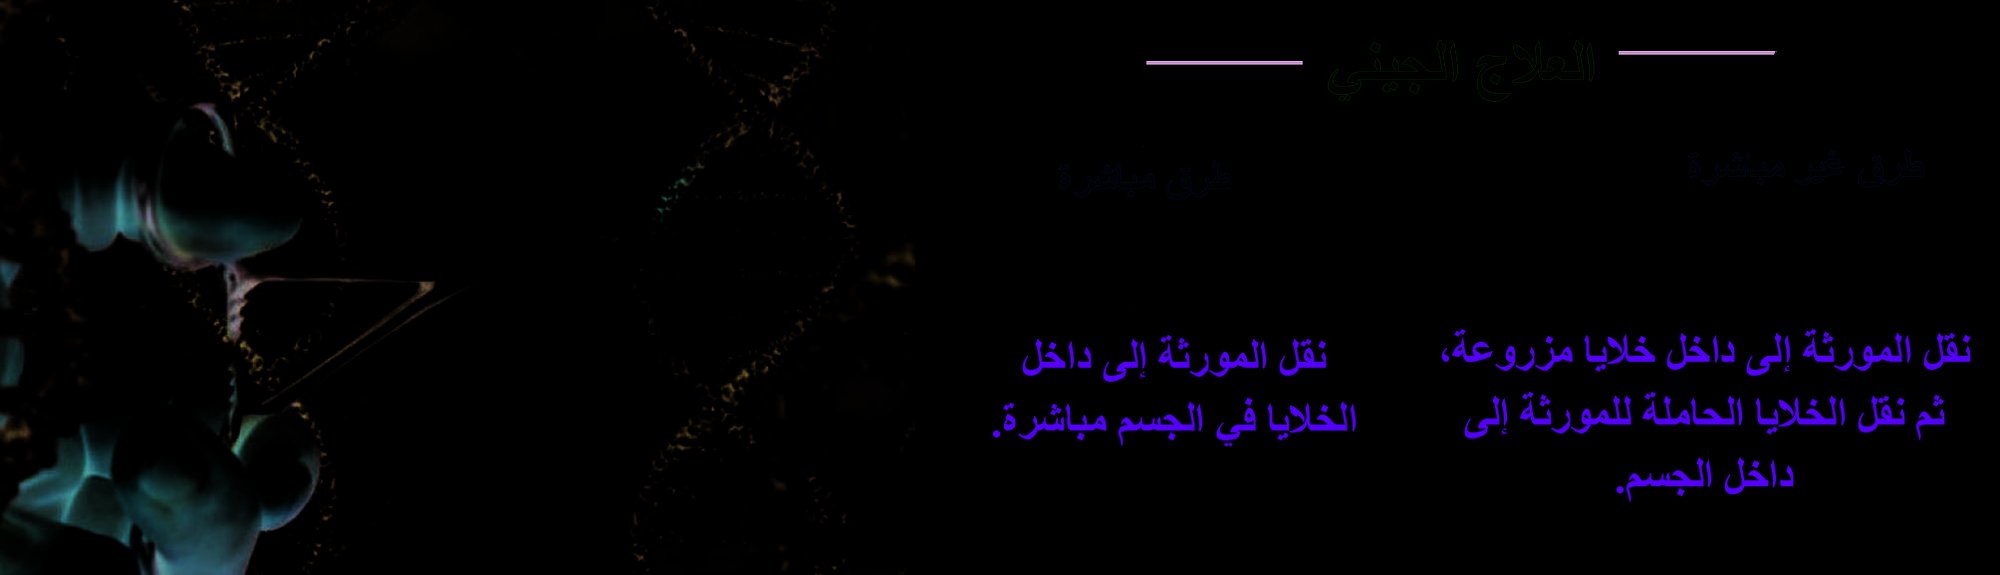 العلاج الجيني
طرق غير مباشرة
نقل المورثة إلى داخل خلايا مزروعة،
ثم نقل الخلايا الحاملة للمورثة إلى
داخل الجسم.
طرق مباشرة
نقل المورثة إلى داخل
الخلايا في الجسم مباشرة.